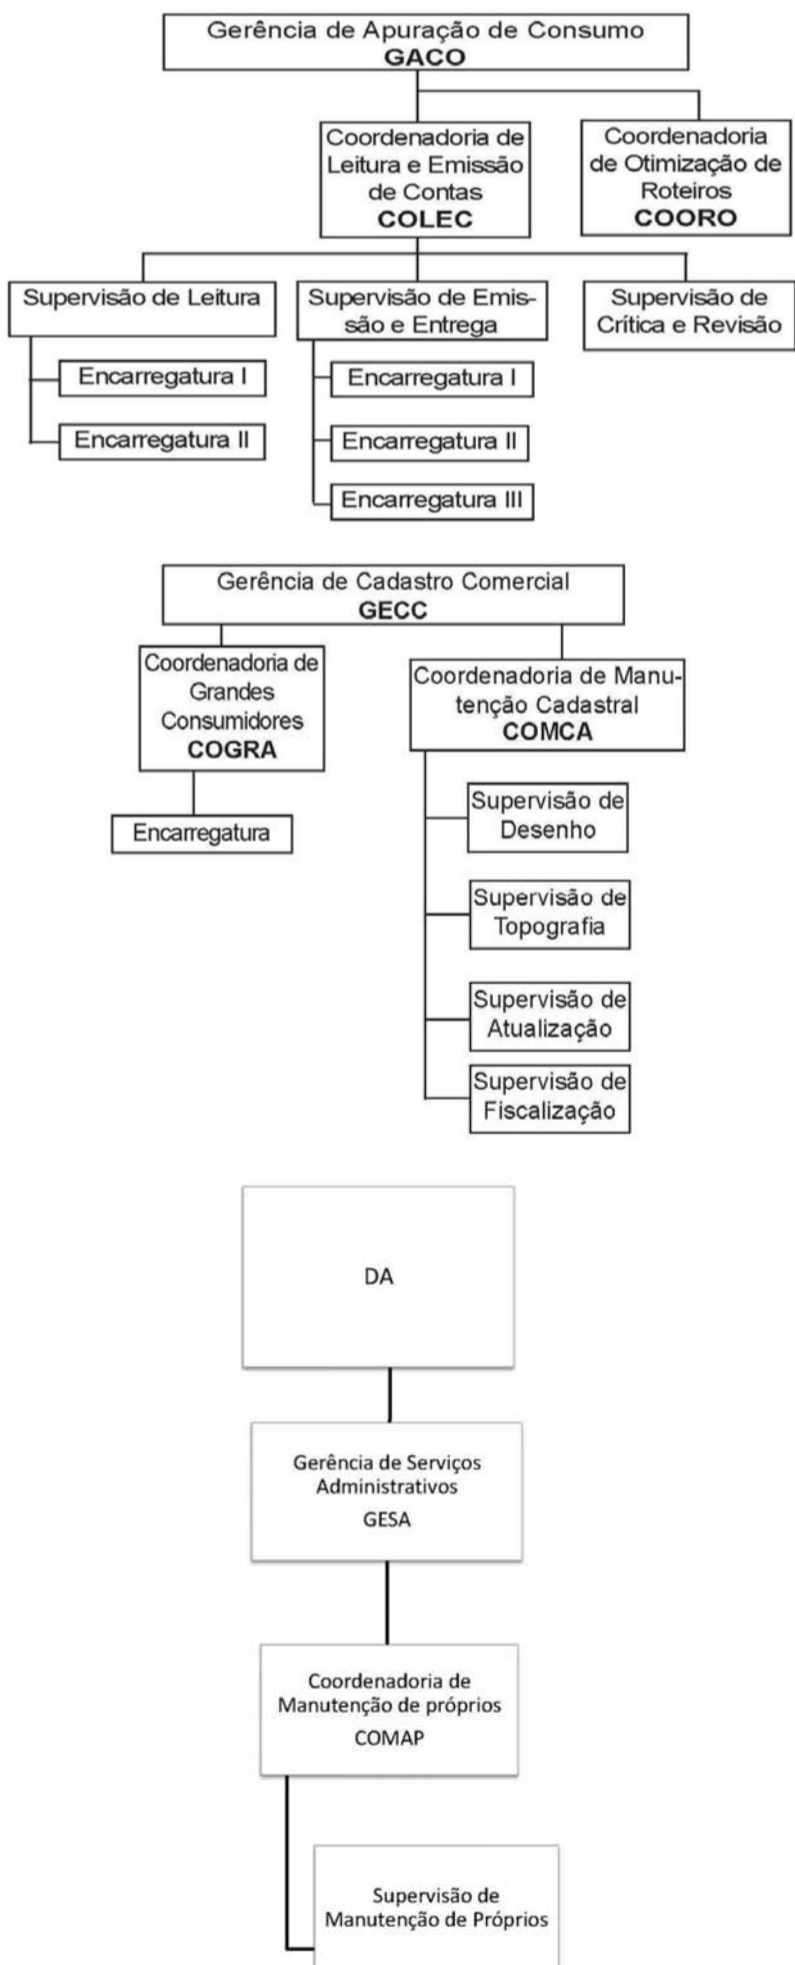 Gerência de Apuração de Consumo
GACO
Coordenadoria de
Leitura e Emissão
de Contas
COLEC
Coordenadoria
de Otimização de
Roteiros
COORO
Supervisão de Leitura
Encarregatura I
Encarregatura II
Supervisão de Emis-
são e Entrega
Encarregatura I
Encarregatura II
Encarregatura III
Supervisão de
Crítica e Revisão
Gerência de Cadastro Comercial
GECC
Coordenadoria de
Grandes
Consumidores
COGRA
Encarregatura
Coordenadoria de Manu-
tenção Cadastral
COMCA
Supervisão de
Desenho
Supervisão de
Topografia
Supervisão de
Atualização
Supervisão de
Fiscalização
DA
Gerência de Serviços
Administrativos
GESA
Coordenadoria de
Manutenção de próprios
COMAP
Supervisão de
Manutenção de Próprios